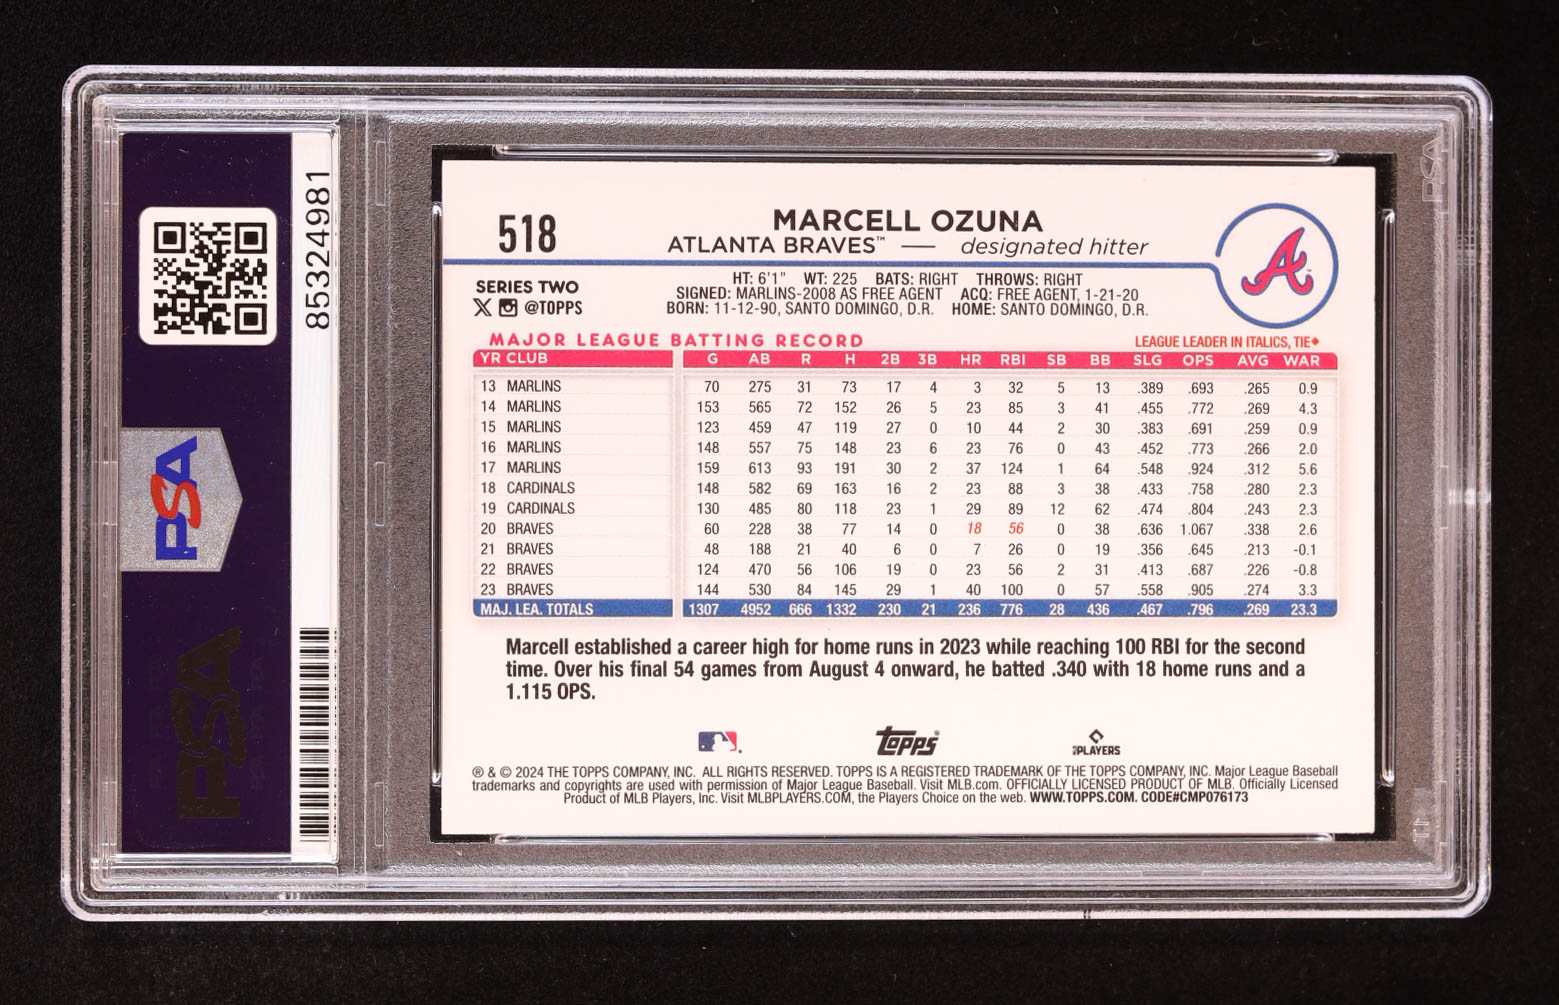 85324981
PSA
PSA
PSA
518
MARCELL OZUNA
ATLANTA BRAVES™ — designated hitter
SERIES TWO
@TOPPS
HT: 6'1" WT: 225 BATS: RIGHT THROWS: RIGHT
SIGNED: MARLINS-2008 AS FREE AGENT ACQ: FREE AGENT, 1-21-20
BORN: 11-12-90, SANTO DOMINGO, D.R. HOME: SANTO DOMINGO, D.R.
A
MAJOR LEAGUE BATTING RECORD
LEAGUE LEADER IN ITALICS, TIE◆
YR CLUB G AB R H 2B 3B HR RBI SB BB SLG OPS AVG WAR
13 MARLINS 70 275 31 73 17 4 3 32 5 13 .389 .693 .265 0.9
14 MARLINS 153 565 72 152 26 5 23 85 3 41 .455 .772 .269 4.3
15 MARLINS 123 459 47 119 27 0 10 44 2 30 .383 .691 .259 0.9
16 MARLINS 148 557 75 148 23 6 23 76 0 43 .452 .773 .266 2.0
17 MARLINS 159 613 93 191 30 2 37 124 1 64 .548 .924 .312 5.6
18 CARDINALS 148 582 69 163 16 2 23 88 3 38 .433 .758 .280 2.3
19 CARDINALS 130 485 80 118 23 1 29 89 12 62 .474 .804 .243 2.3
20 BRAVES 60 228 38 77 14 0 18 56 0 38 .636 1.067 .338 2.6
21 BRAVES 48 188 21 40 6 0 7 26 0 19 .356 .645 .213 -0.1
22 BRAVES 124 470 56 106 19 0 23 56 2 31 .413 .687 .226 -0.8
23 BRAVES 144 530 84 145 29 1 40 100 0 57 .558 .905 .274 3.3
MAJ. LEA. TOTALS 1307 4952 666 1332 230 21 236 776 28 436 .467 .796 .269 23.3
Marcell established a career high for home runs in 2023 while reaching 100 RBI for the second
time. Over his final 54 games from August 4 onward, he batted .340 with 18 home runs and a
1.115 OPS.
TOPPS® PLAYERS
® & © 2024 THE TOPPS COMPANY, INC. ALL RIGHTS RESERVED. TOPPS IS A REGISTERED TRADEMARK OF THE TOPPS COMPANY, INC. Major League Baseball
trademarks and copyrights are used with permission of Major League Baseball. Visit MLB.com. OFFICIALLY LICENSED PRODUCT OF MLB. Officially Licensed
Product of MLB Players, Inc. Visit MLBPLAYERS.COM, the Players Choice on the web. WWW.TOPPS.COM. CODE#CMP076173